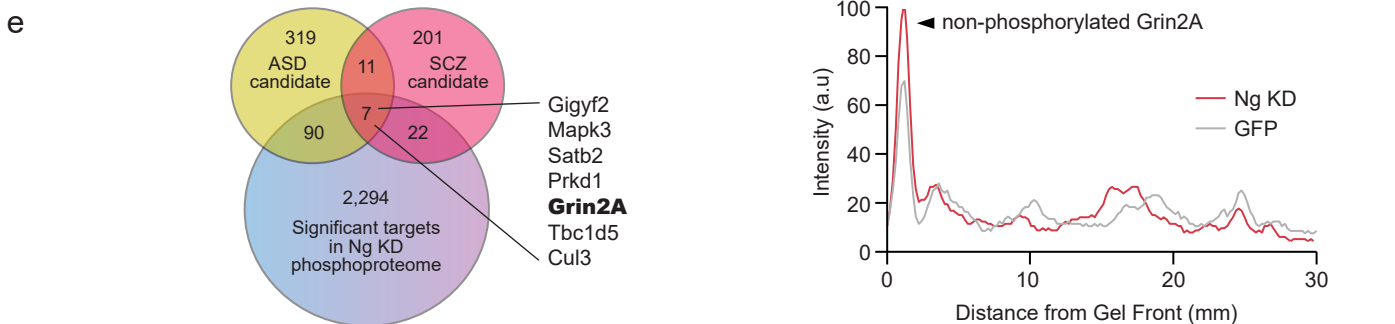 e
319
ASD
candidate
11
201
SCZ
candidate
7
90
22
2,294
Significant targets
in Ng KD
phosphoproteome
Gigyf2
Mapk3
Satb2
Prkd1
Grin2A
Tbc1d5
Cul3
Intensity (a.u)
100
80
60
40
20
0
non-phosphorylated Grin2A
Ng KD
GFP
0
10
20
30
Distance from Gel Front (mm)